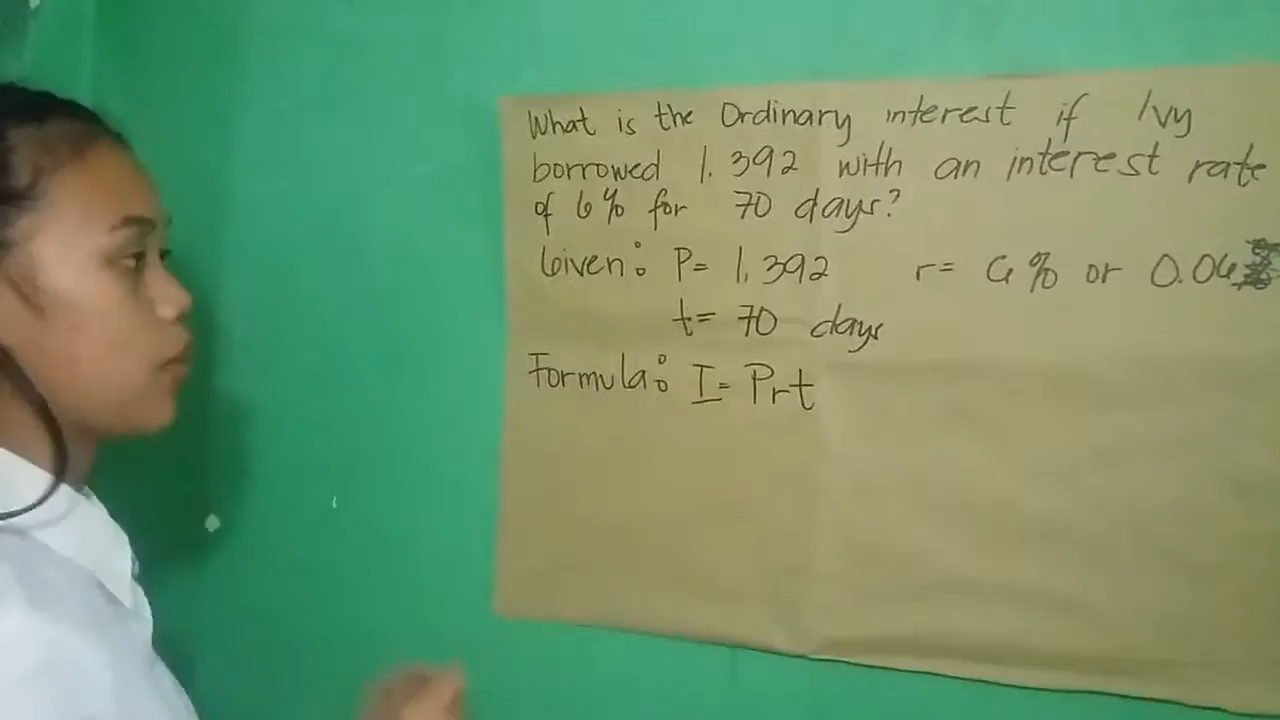 What is the Ordinary interest if Ivy
borrowed 1.392 with an interest rate
of 6% for 70 days?
Given: P= 1.392 r= 6% or 0.06
t= 70 days
Formula: I= Prt